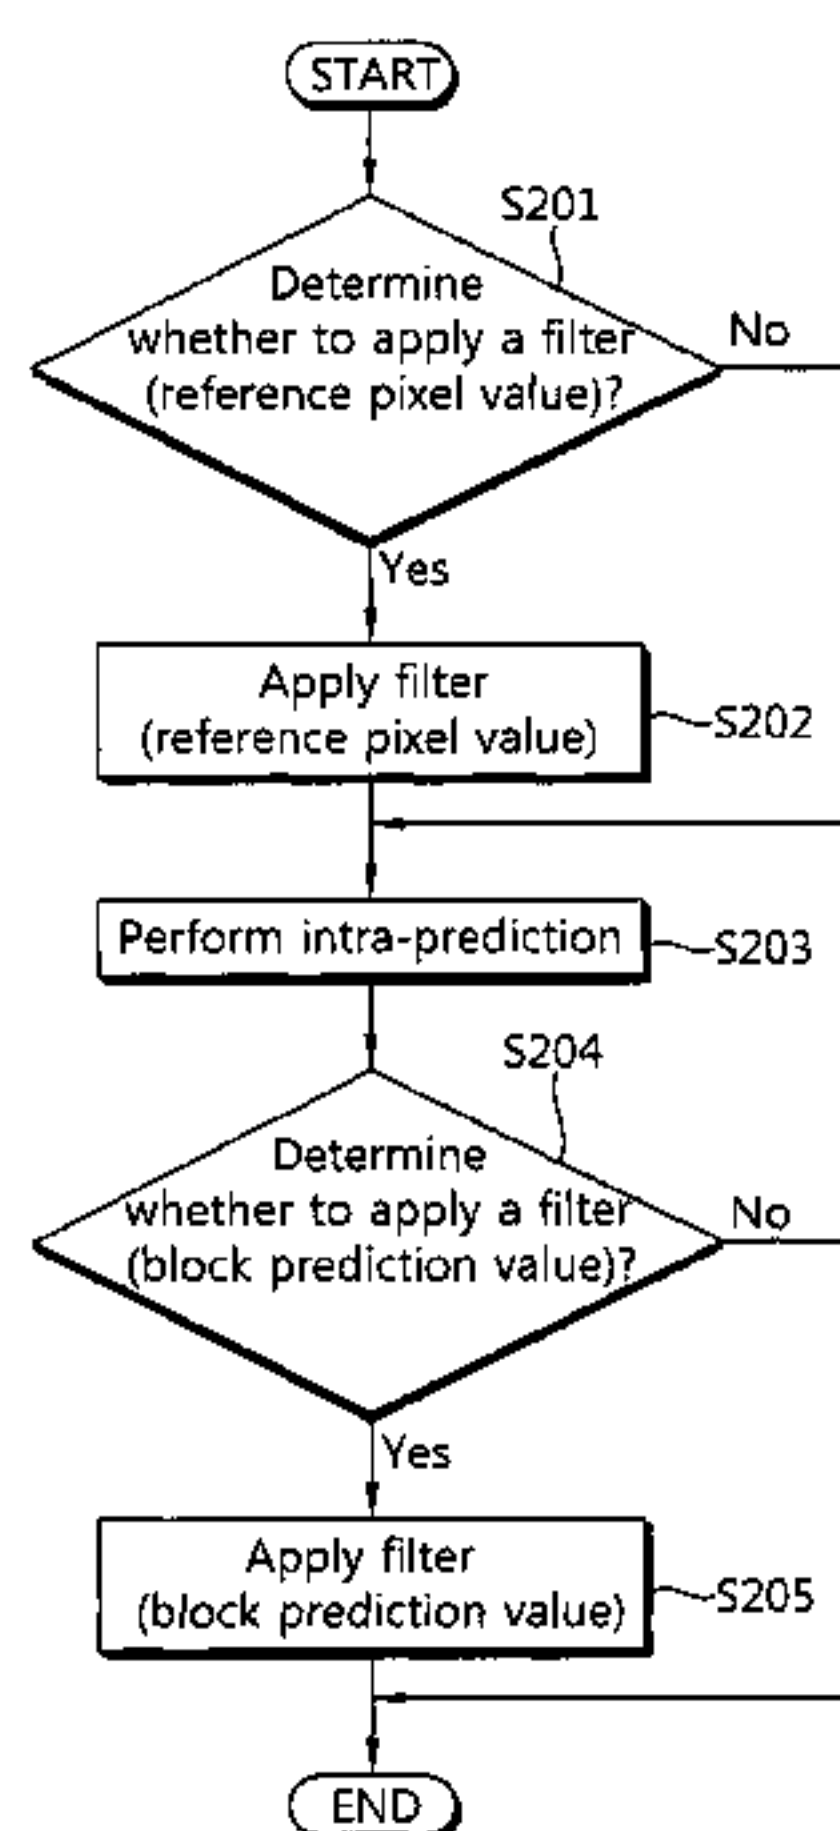 START
S201
Determine
whether to apply a filter
(reference pixel value)?
No
Yes
Apply filter
(reference pixel value)
S202
Perform intra-prediction
S203
S204
Determine
whether to apply a filter
(block prediction value)?
No
Yes
Apply filter
(block prediction value)
S205
END